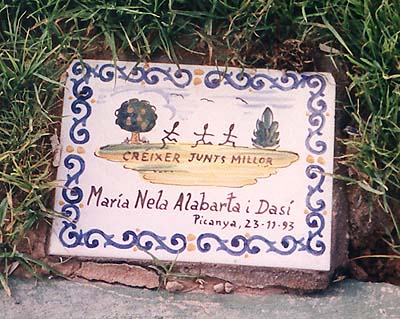 CREIXER JUNTS MILLOR
María Nela Alabarta i Dasí
Picanya, 23-11-93